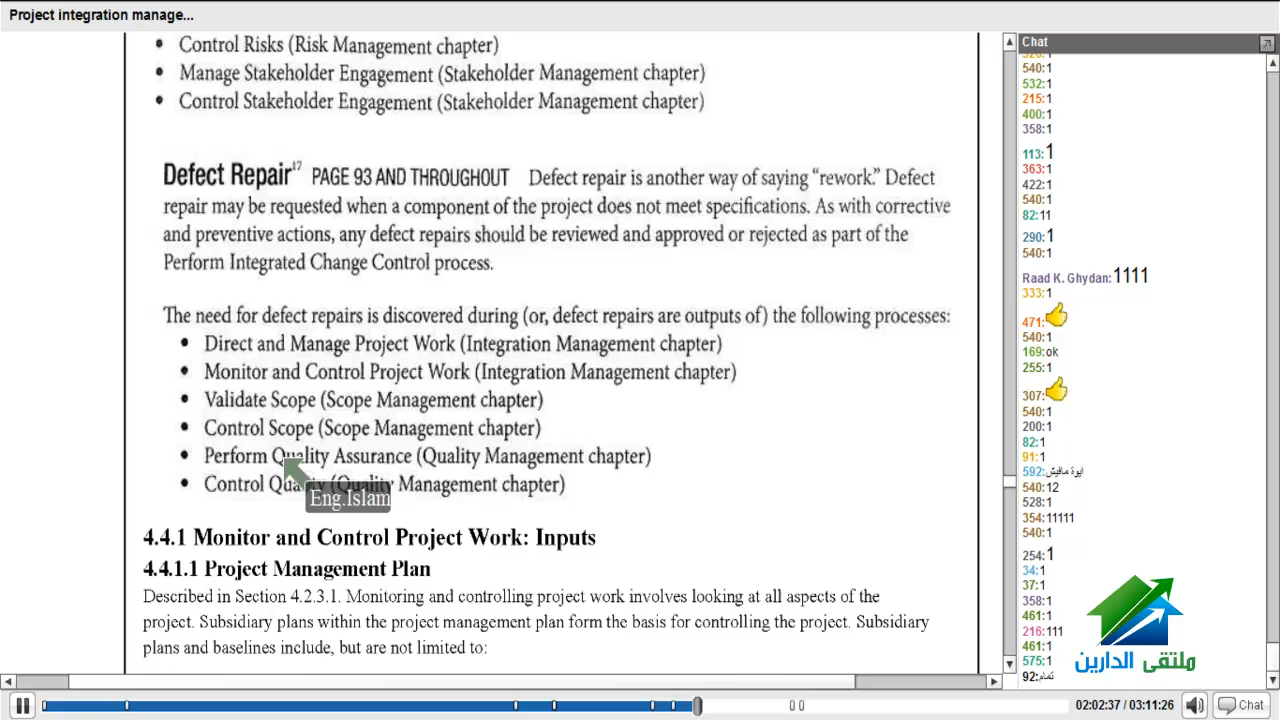 Project integration manage...
• Control Risks (Risk Management chapter)
• Manage Stakeholder Engagement (Stakeholder Management chapter)
• Control Stakeholder Engagement (Stakeholder Management chapter)
Defect Repair17 PAGE 93 AND THROUGHOUT Defect repair is another way of saying “rework.” Defect
repair may be requested when a component of the project does not meet specifications. As with corrective
and preventive actions, any defect repairs should be reviewed and approved or rejected as part of the
Perform Integrated Change Control process.
The need for defect repairs is discovered during (or, defect repairs are outputs of) the following processes:
• Direct and Manage Project Work (Integration Management chapter)
• Monitor and Control Project Work (Integration Management chapter)
• Validate Scope (Scope Management chapter)
• Control Scope (Scope Management chapter)
• Perform Quality Assurance (Quality Management chapter)
• Control Quality (Quality Management chapter)
Eng.Islam
4.4.1 Monitor and Control Project Work: Inputs
4.4.1.1 Project Management Plan
Described in Section 4.2.3.1. Monitoring and controlling project work involves looking at all aspects of the
project. Subsidiary plans within the project management plan form the basis for controlling the project. Subsidiary
plans and baselines include, but are not limited to:
Chat
540:1
532:1
215:1
400:1
358:1
113:1
363:1
422:1
540:1
82:11
290:1
540:1
Raad K. Ghydan:1111
333:1
471:
540:1
169:ok
255:1
307:
540:1
200:1
82:1
91:1
592:ايوة مافيش
540:12
528:1
354:11111
540:1
254:1
34:1
37:1
358:1
461:1
216:111
461:1
575:1
92:تمام
ملتقى الدارين
02:02:37 / 03:11:26
Chat